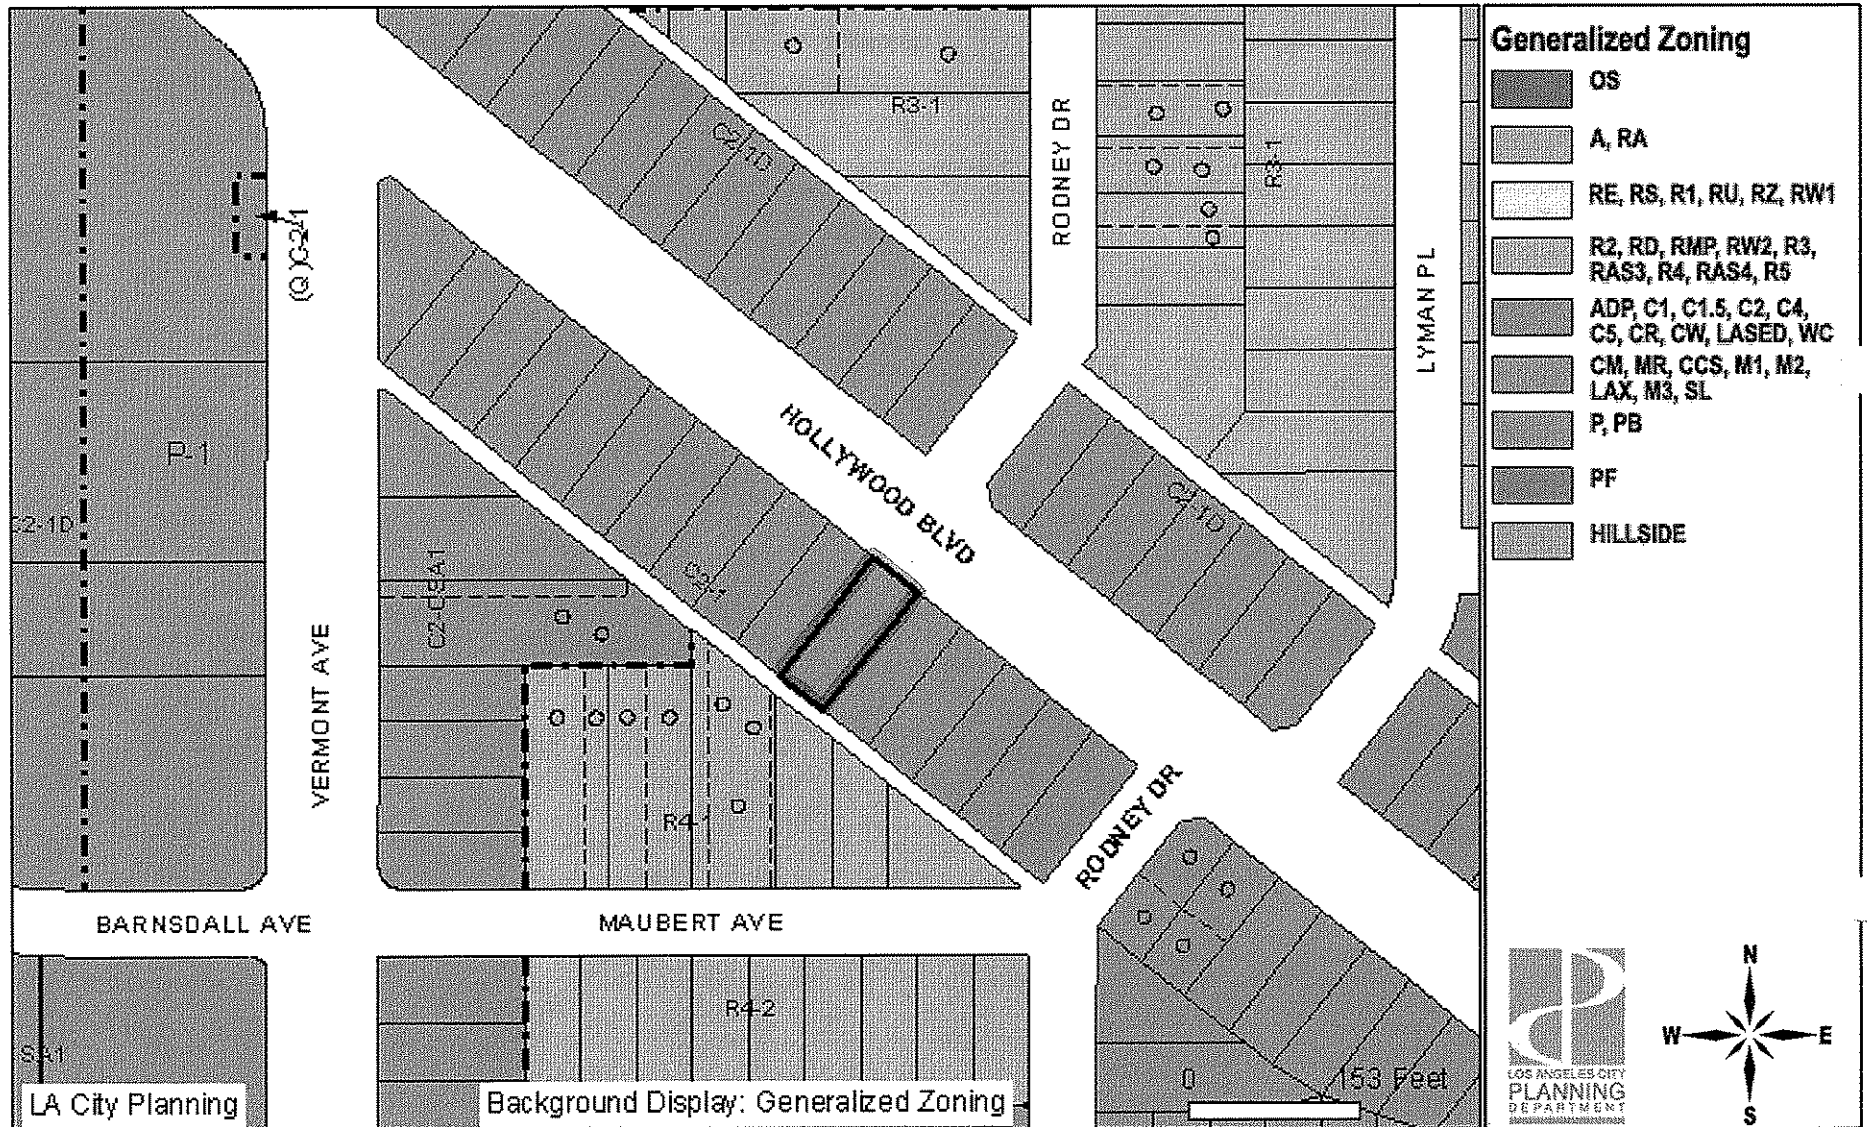 R3-1
C2-1D
RODNEY DR
R3-1
LYMAN PL
P-1
C2-1D
VERMONT AVE
HOLLYWOOD BLVD
C2-1D
RODNEY DR
R4-1
BARNSDALL AVE
MAUBERT AVE
R4-2
SA1
LA City Planning
Background Display: Generalized Zoning
0
153 Feet
Generalized Zoning
OS
A, RA
RE, RS, R1, RU, RZ, RW1
R2, RD, RMP, RW2, R3,
RAS3, R4, RAS4, R5
ADP, C1, C1.5, C2, C4,
C5, CR, CW, LASED, WC
CM, MR, CCS, M1, M2,
LAX, M3, SL
P, PB
PF
HILLSIDE
LOS ANGELES CITY
PLANNING
DEPARTMENT
N
W
E
S